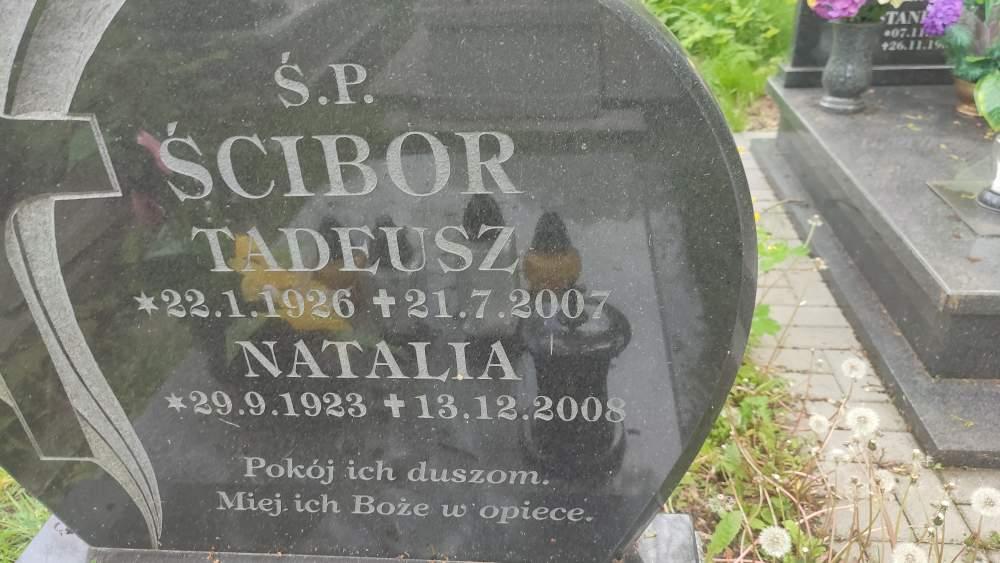 Ś.P.
ŚCIBOR
TADEUSZ
*22.1.1926 ✝21.7.2007
NATALIA
*29.9.1923 ✝13.12.2008
Pokój ich duszom.
Miej ich Boże w opiece.